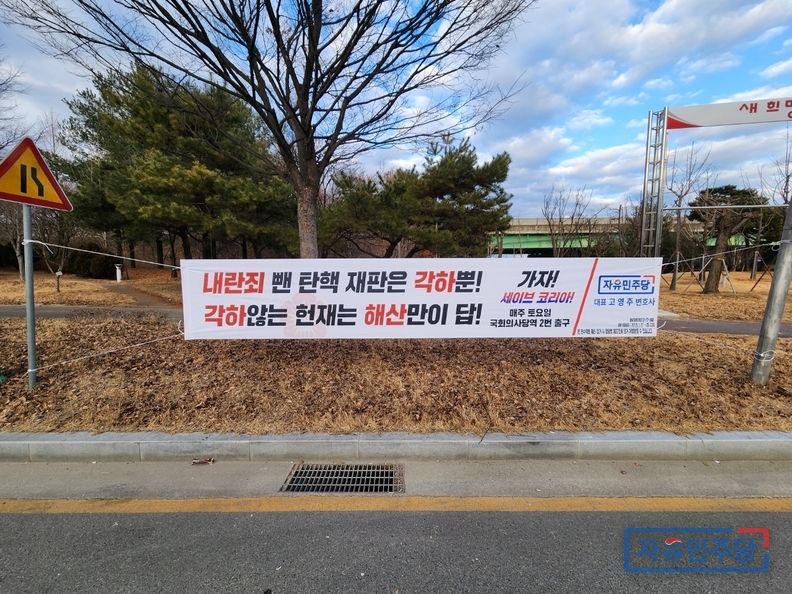 내란죄 뺀 탄핵 재판은 각하뿐!
각하않는 헌재는 해산만이 답!
가자!
세이브 코리아!
매주 토요일
국회의사당역 2번 출구
자유민주당
대표 고영주 변호사
새희망
자유민주당